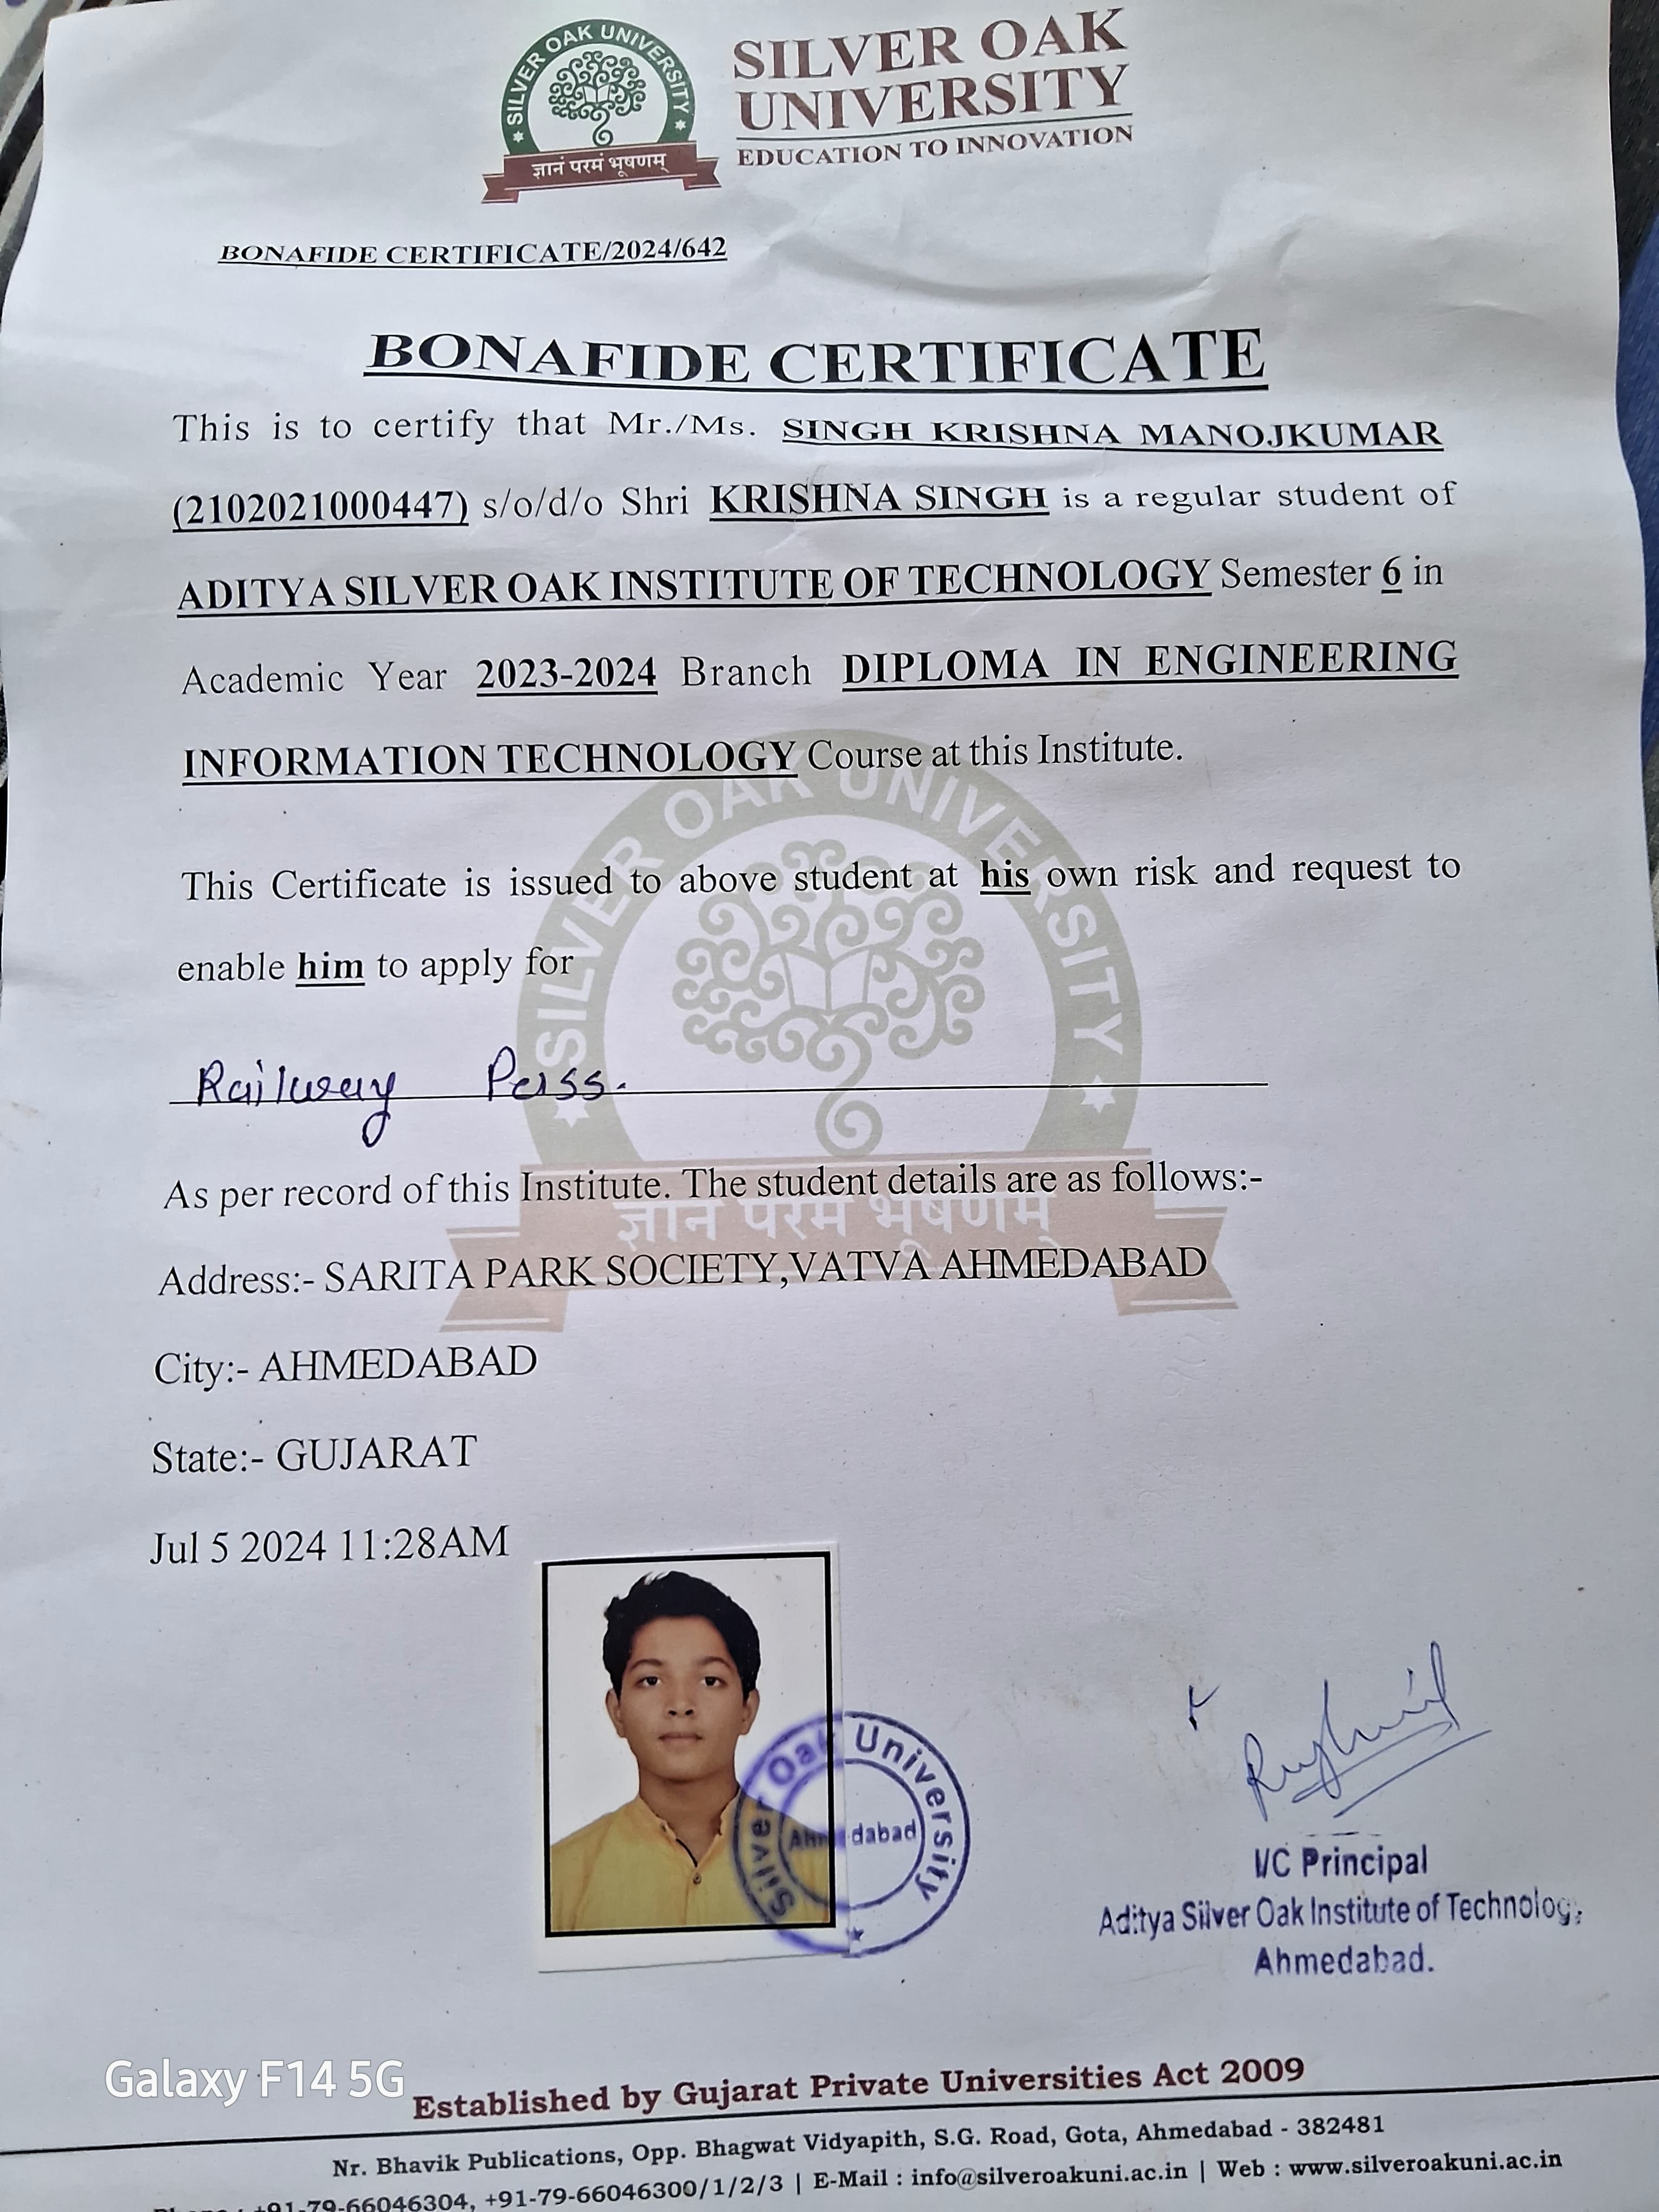 SILVER OAK UNIVERSITY
ज्ञानं परमं भूषणम्
SILVER OAK
UNIVERSITY
EDUCATION TO INNOVATION
BONAFIDE CERTIFICATE/2024/642
BONAFIDE CERTIFICATE
This is to certify that Mr./Ms. SINGH KRISHNA MANOJKUMAR
(2102021000447) s/o/d/o Shri KRISHNA SINGH is a regular student of
ADITYA SILVER OAK INSTITUTE OF TECHNOLOGY Semester 6 in
Academic Year 2023-2024 Branch DIPLOMA IN ENGINEERING
INFORMATION TECHNOLOGY Course at this Institute.
SILVER OAK UNIVERSITY
This Certificate is issued to above student at his own risk and request to
enable him to apply for
Railway Pass.
As per record of this Institute. The student details are as follows:-
ज्ञानं परमं भूषणम्
Address:- SARITA PARK SOCIETY,VATVA AHMEDABAD
City:- AHMEDABAD
State:- GUJARAT
Jul 5 2024 11:28AM
Silver Oak University
Ahmedabad
I/C Principal
Aditya Silver Oak Institute of Technology,
Ahmedabad.
Galaxy F14 5G
Established by Gujarat Private Universities Act 2009
Nr. Bhavik Publications, Opp. Bhagwat Vidyapith, S.G. Road, Gota, Ahmedabad - 382481
Phone : +91-79-66046304, +91-79-66046300/1/2/3 | E-Mail : info@silveroakuni.ac.in | Web : www.silveroakuni.ac.in